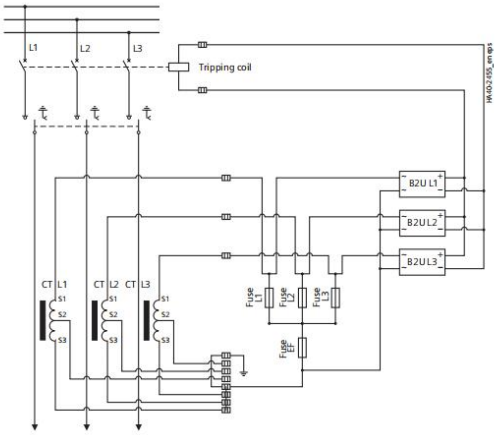 L1
L2
L3
Tripping coil
HA40-2455_en eps
B2U L1
B2U L2
B2U L3
CT L1
CT L2
CT L3
S1
S2
S3
S1
S2
S3
S1
S2
S3
Fuse L1
Fuse L2
Fuse L3
Fuse EF
~ +
~ –
~ +
~ –
~ +
~ –